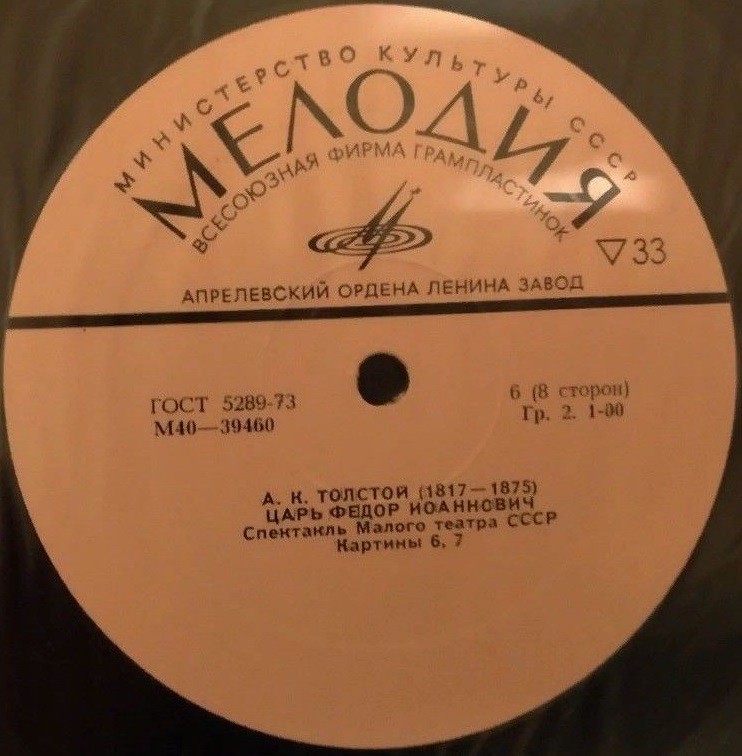 МИНИСТЕРСТВО КУЛЬТУРЫ СССР
МЕЛОДИЯ
ВСЕСОЮЗНАЯ ФИРМА ГРАМПЛАСТИНОК
▽33
АПРЕЛЕВСКИЙ ОРДЕНА ЛЕНИНА ЗАВОД
ГОСТ 5289-73
М40—39460
6 (8 сторон)
Гр. 2. 1-00
А. К. ТОЛСТОЙ (1817—1875)
ЦАРЬ ФЕДОР ИОАННОВИЧ
Спектакль Малого театра СССР
Картины 6, 7